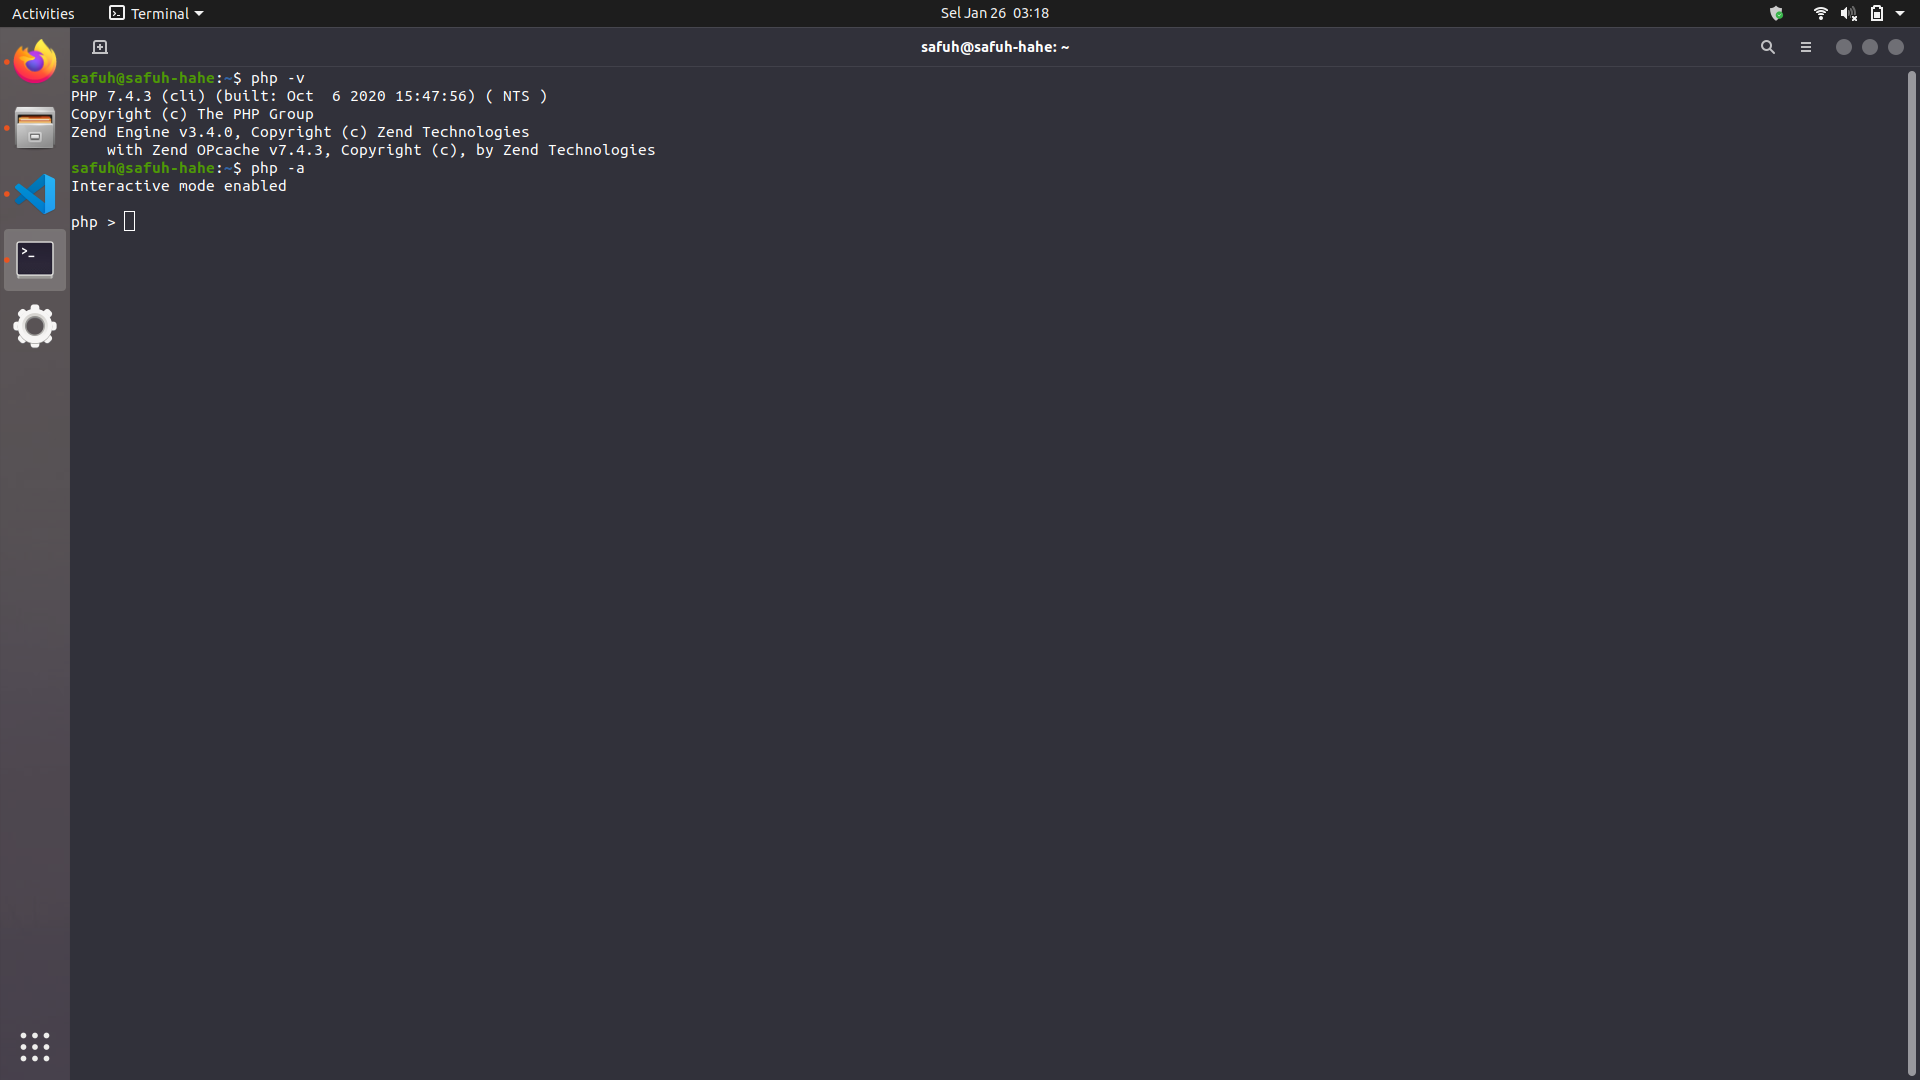 Activities
Terminal
Sel Jan 26 03:18
safuh@safuh-hahe: ~
safuh@safuh-hahe:~$ php -v
PHP 7.4.3 (cli) (built: Oct  6 2020 15:47:56) ( NTS )
Copyright (c) The PHP Group
Zend Engine v3.4.0, Copyright (c) Zend Technologies
    with Zend OPcache v7.4.3, Copyright (c), by Zend Technologies
safuh@safuh-hahe:~$ php -a
Interactive mode enabled
php >